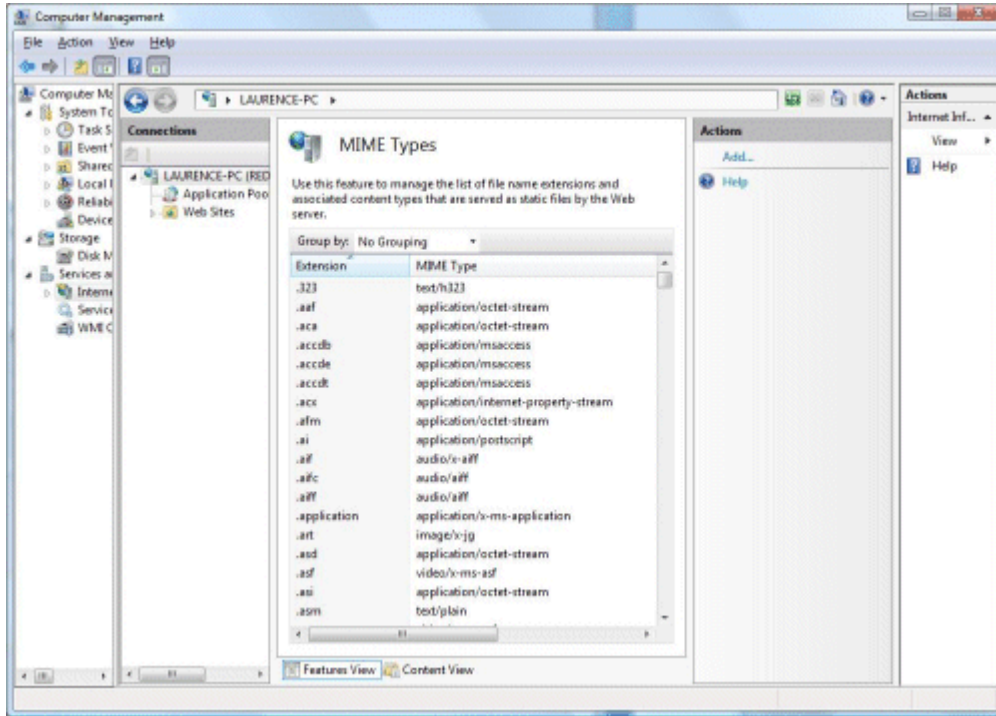 Computer Management
File Action View Help
Computer Ma
System To
Task S
Event
Shared
Local
Reliabi
Device
Storage
Disk M
Services a
Interne
Service
WMI C
LAURENCE-PC
Connections
LAURENCE-PC (RED
Application Poo
Web Sites
MIME Types
Use this feature to manage the list of file name extensions and
associated content types that are served as static files by the Web
server.
Group by: No Grouping
Extension MIME Type
.323 text/h323
.aaf application/octet-stream
.aca application/octet-stream
.accdb application/msaccess
.accde application/msaccess
.accdt application/msaccess
.acx application/internet-property-stream
.afm application/octet-stream
.ai application/postscript
.aif audio/x-aiff
.aifc audio/aiff
.aiff audio/aiff
.application application/x-ms-application
.art image/x-jg
.asd application/octet-stream
.asf video/x-ms-asf
.asi application/octet-stream
.asm text/plain
Features View Content View
Actions
Add...
Help
Actions
Internet Inf...
View
Help